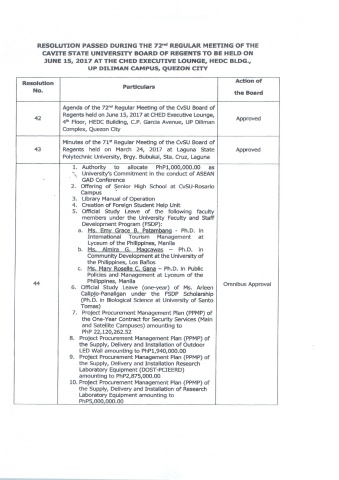 RESOLUTION PASSED DURING THE 72nd REGULAR MEETING OF THE
CAVITE STATE UNIVERSITY BOARD OF REGENTS TO BE HELD ON
JUNE 15, 2017 AT THE CHED EXECUTIVE LOUNGE, HEDC BLDG.,
UP DILIMAN CAMPUS, QUEZON CITY
Resolution
No.
Particulars
Action of
the Board
42
Agenda of the 72nd Regular Meeting of the CvSU Board of
Regents held on June 15, 2017 at CHED Executive Lounge,
4th Floor, HEDC Building, C.P. Garcia Avenue, UP Diliman
Complex, Quezon City
Approved
43
Minutes of the 71st Regular Meeting of the CvSU Board of
Regents held on March 24, 2017 at Laguna State
Polytechnic University, Brgy. Bubukal, Sta. Cruz, Laguna
Approved
44
1. Authority to allocate PhP1,000,000.00 as
University's Commitment in the conduct of ASEAN
GAD Conference
2. Offering of Senior High School at CvSU-Rosario
Campus
3. Library Manual of Operation
4. Creation of Foreign Student Help Unit
5. Official Study Leave of the following faculty
members under the University Faculty and Staff
Development Program (FSDP):
a. Ms. Emy Grace B. Patambang - Ph.D. in
International Tourism Management at
Lyceum of the Philippines, Manila
b. Ms. Almira G. Magcawas – Ph.D. in
Community Development at the University of
the Philippines, Los Baños
c. Ms. Mary Roselle C. Gana – Ph.D. in Public
Policies and Management at Lyceum of the
Philippines, Manila
6. Official Study Leave (one-year) of Ms. Arleen
Calipjo-Panaligan under the FSDP Scholarship
(Ph.D. in Biological Science at University of Santo
Tomas)
7. Project Procurement Management Plan (PPMP) of
the One-Year Contract for Security Services (Main
and Satellite Campuses) amounting to
PhP 22,120,262.52
8. Project Procurement Management Plan (PPMP) of
the Supply, Delivery and Installation of Outdoor
LED Wall amounting to PhP1,940,000.00
9. Project Procurement Management Plan (PPMP) of
the Supply, Delivery and Installation Research
Laboratory Equipment (DOST-PCIEERD)
amounting to PhP2,875,000.00
10. Project Procurement Management Plan (PPMP) of
the Supply, Delivery and Installation of Research
Laboratory Equipment amounting to
PhP5,000,000.00
Omnibus Approval